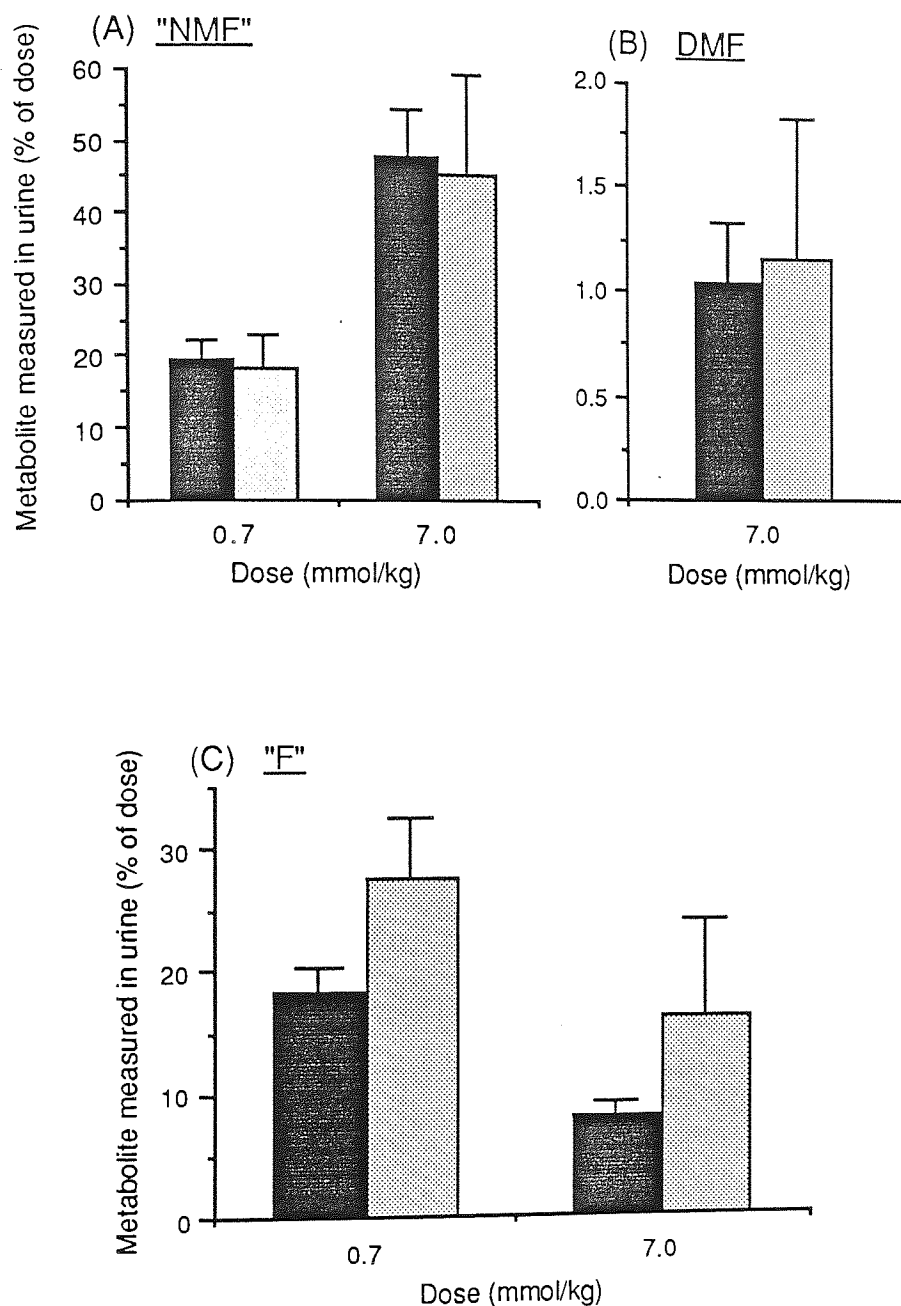 (A) "NMF"
Metabolite measured in urine (% of dose)
60
50
40
30
20
10
0
0.7 7.0
Dose (mmol/kg)
(B) DMF
2.0
1.5
1.0
0.5
0.0
7.0
Dose (mmol/kg)
(C) "F"
Metabolite measured in urine (% of dose)
30
20
10
0
0.7 7.0
Dose (mmol/kg)